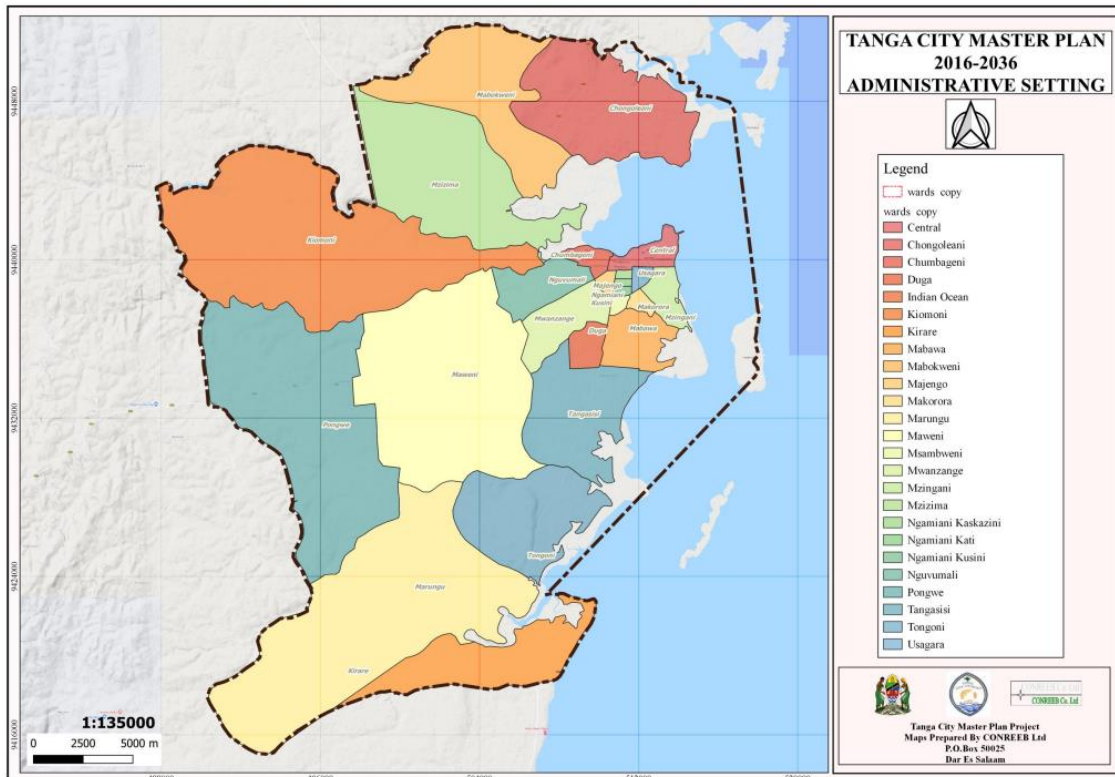 TANGA CITY MASTER PLAN
2016-2036
ADMINISTRATIVE SETTING
Legend
wards copy
wards copy
Central
Chongoleani
Chumbageni
Duga
Indian Ocean
Kiomoni
Kirare
Mabawa
Mabokweni
Majengo
Makorora
Marungu
Maweni
Msambweni
Mwanzange
Mzingani
Mzizima
Ngamiani Kaskazini
Ngamiani Kati
Ngamiani Kusini
Nguvumali
Pongwe
Tangasisi
Tongoni
Usagara
CONREEB Co. Ltd
Tanga City Master Plan Project
Maps Prepared By CONREEB Ltd
P.O.Box 50025
Dar Es Salaam
Mabokweni
Chongoleani
Mzizima
Kiomoni
Chumbageni
Central
Nguvumali
Usagara
Majengo
Ngamiani
Kusini
Makorora
Mwanzange
Mzingani
Duga
Mabawa
Maweni
Tangasisi
Pongwe
Tongoni
Marungu
Kirare
9448000
9440000
9432000
9424000
9416000
1:135000
0 2500 5000 m